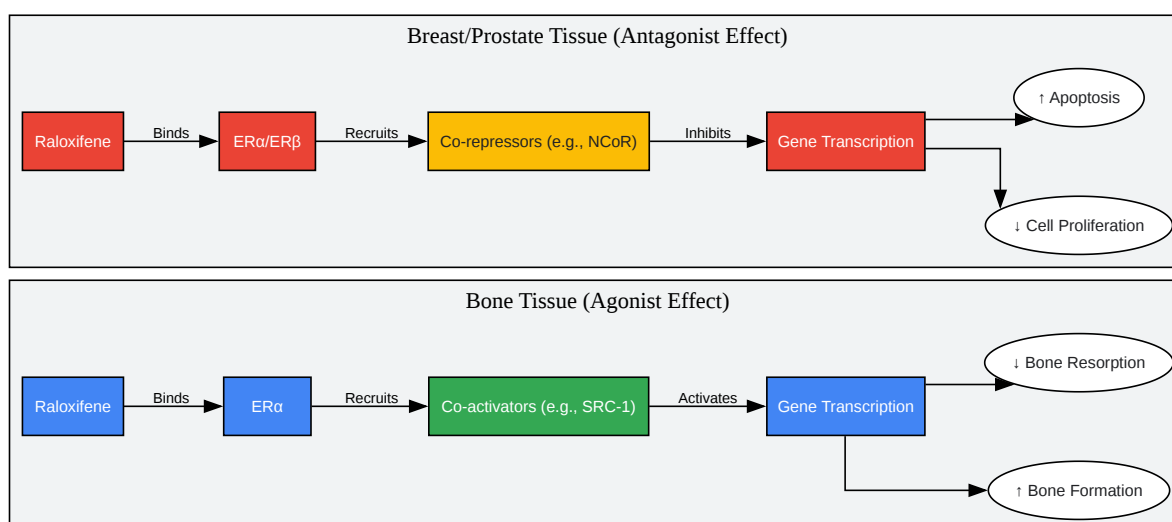 Breast/Prostate Tissue (Antagonist Effect)
Raloxifene
Binds
ERα/ERβ
Recruits
Co-repressors (e.g., NCoR)
Inhibits
Gene Transcription
↑ Apoptosis
↓ Cell Proliferation
Bone Tissue (Agonist Effect)
Raloxifene
Binds
ERα
Recruits
Co-activators (e.g., SRC-1)
Activates
Gene Transcription
↓ Bone Resorption
↑ Bone Formation